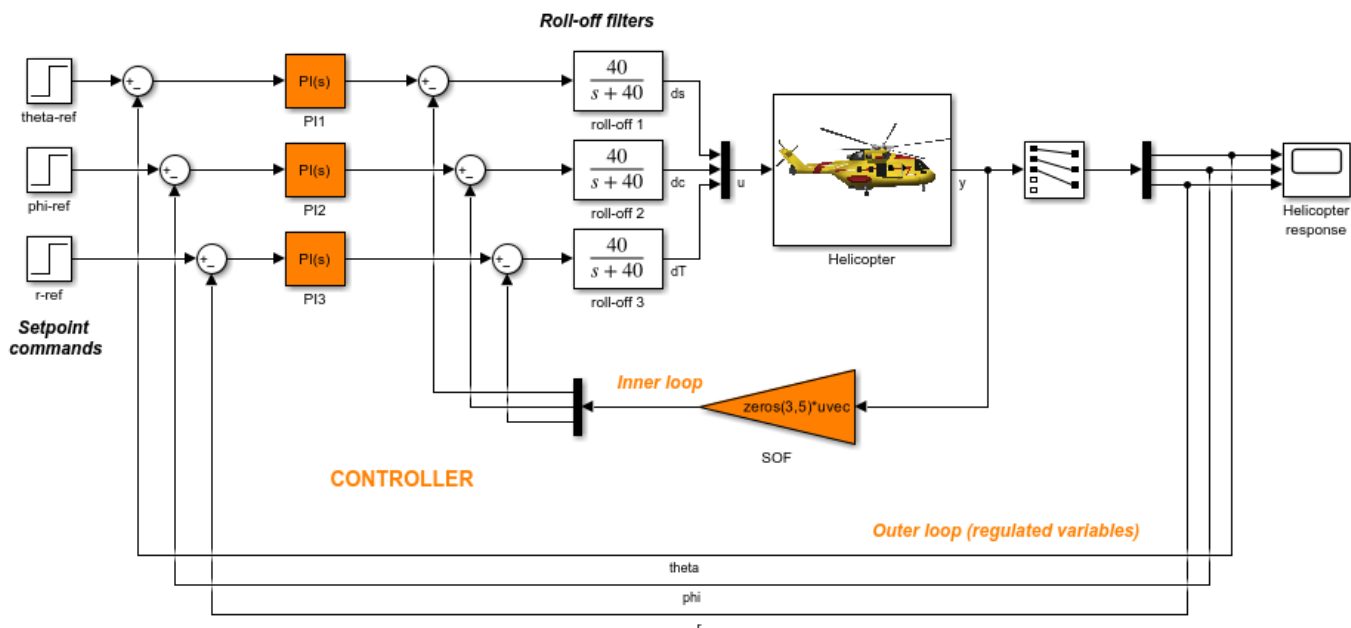 Roll-off filters
theta-ref
+
−
PI(s)
PI1
+
−
40
s + 40
roll-off 1
ds
phi-ref
+
−
PI(s)
PI2
+
−
40
s + 40
roll-off 2
dc
u
Helicopter
y
Helicopter
response
r-ref
+
−
PI(s)
PI3
+
−
40
s + 40
roll-off 3
dT
Setpoint
commands
Inner loop
zeros(3,5)*uvec
SOF
CONTROLLER
Outer loop (regulated variables)
theta
phi
r